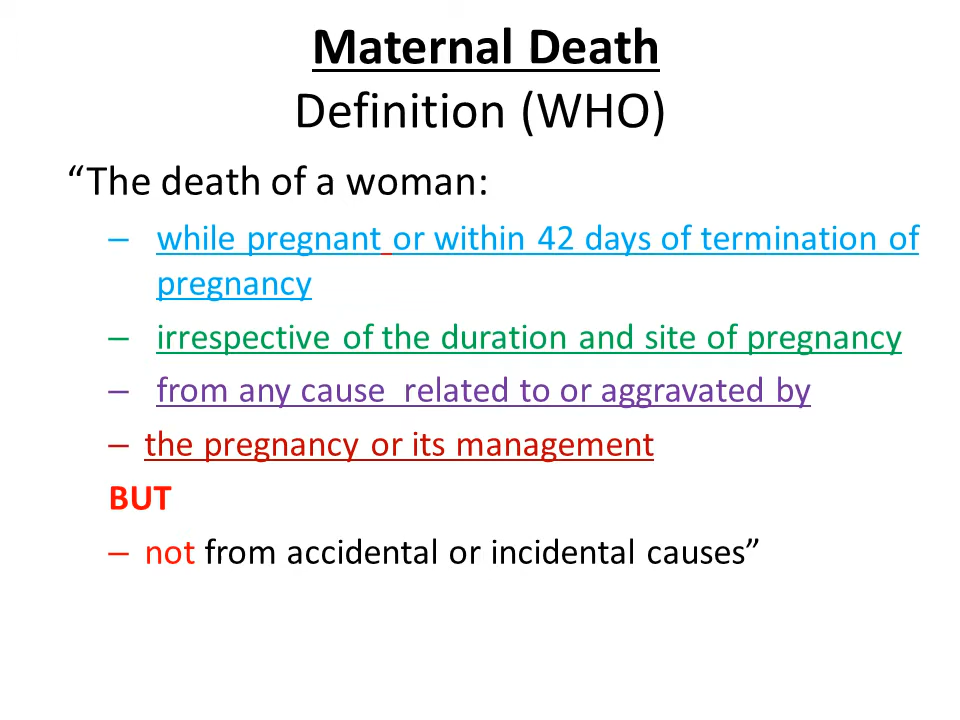 Maternal Death
Definition (WHO)
“The death of a woman:
– while pregnant or within 42 days of termination of
pregnancy
– irrespective of the duration and site of pregnancy
– from any cause  related to or aggravated by
– the pregnancy or its management
BUT
– not from accidental or incidental causes”